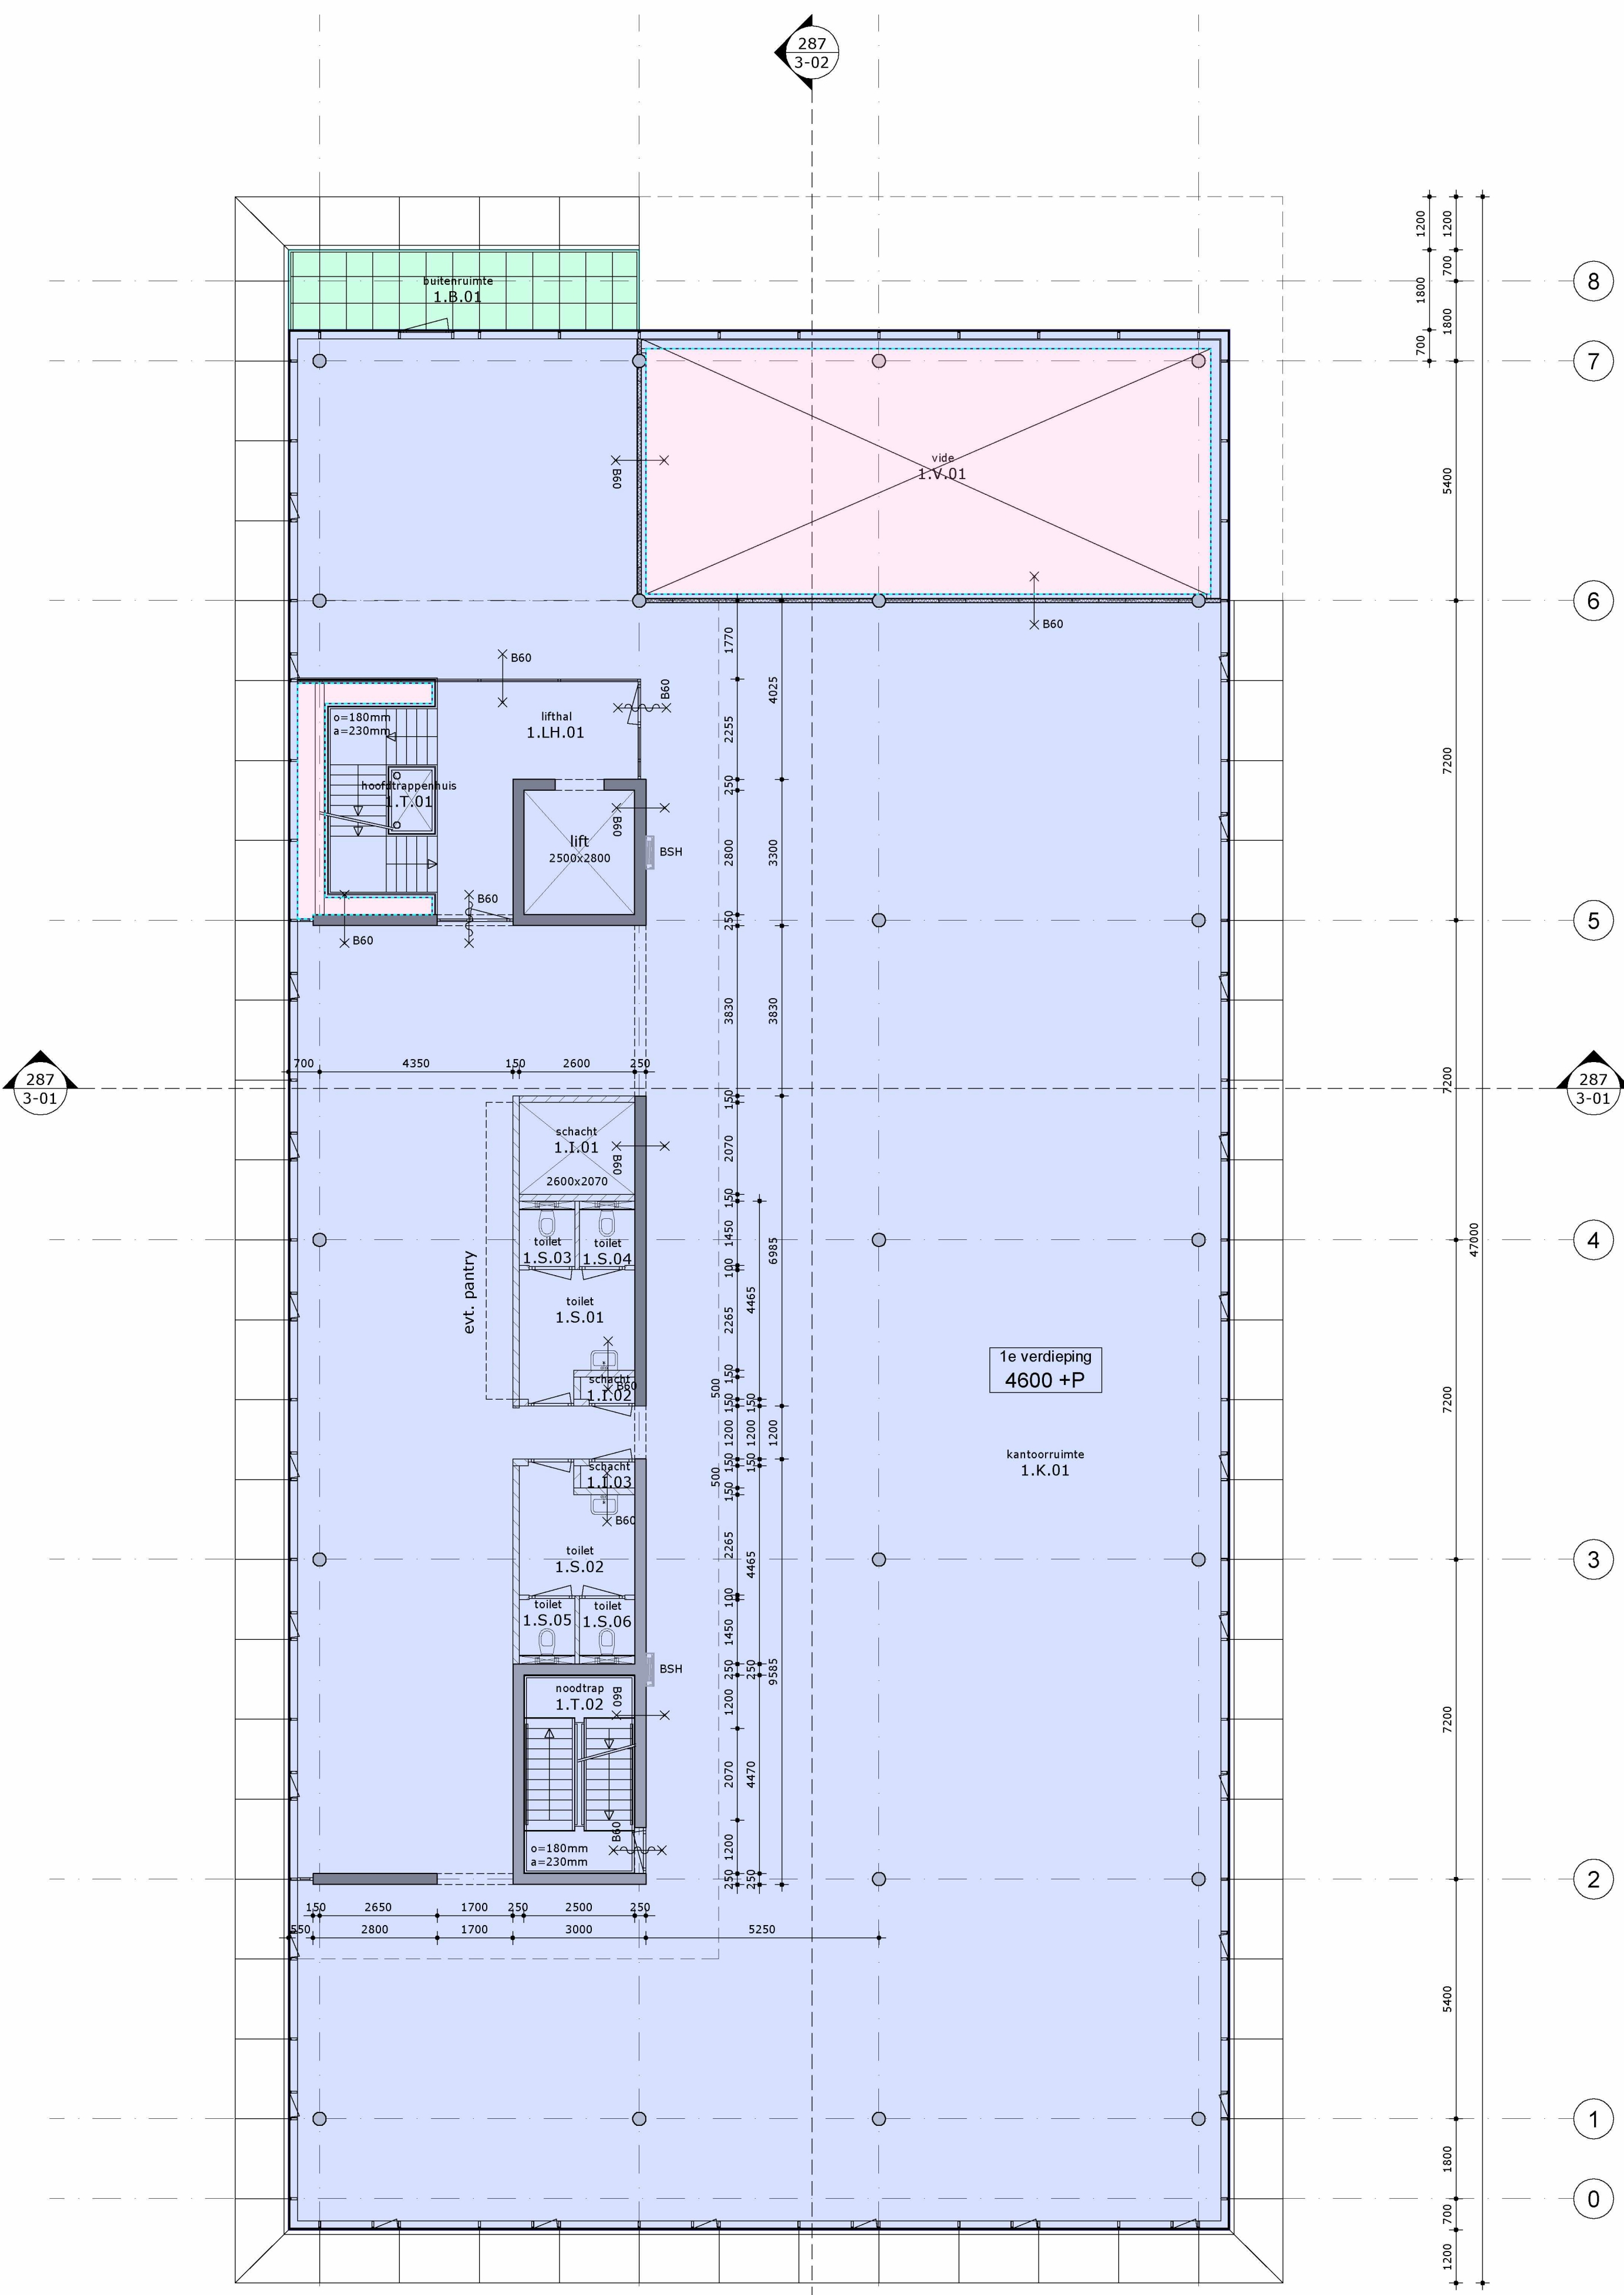 287
3-02
1200
1200
700
1800
1800
700
8
buitenruimte
1.B.01
7
vide
1.V.01
B60
5400
B60
6
1770
4025
B60
B60
o=180mm
a=230mm
lifthal
1.LH.01
2255
7200
hoofdtrappenhuis
1.T.01
250
B60
lift
2500x2800
BSH
2800
3300
B60
B60
250
5
3830
3830
700
4350
150
2600
250
287
3-01
287
3-01
7200
150
schacht
1.I.01
B60
2600x2070
2070
150
toilet
1.S.03
toilet
1.S.04
1450
6985
4
47000
100
evt. pantry
toilet
1.S.01
2265
4465
1e verdieping
4600 +P
150
schacht
1.I.02
B60
500
150
150
7200
1200
1200
1200
kantoorruimte
1.K.01
150
150
schacht
1.I.03
500
150
B60
2265
4465
toilet
1.S.02
3
100
toilet
1.S.05
toilet
1.S.06
1450
BSH
250
250
9585
noodtrap
1.T.02
B60
1200
7200
2070
4470
B60
o=180mm
a=230mm
1200
250
250
2
150
2650
1700
250
2500
250
550
2800
1700
3000
5250
5400
1
1800
0
700
1200